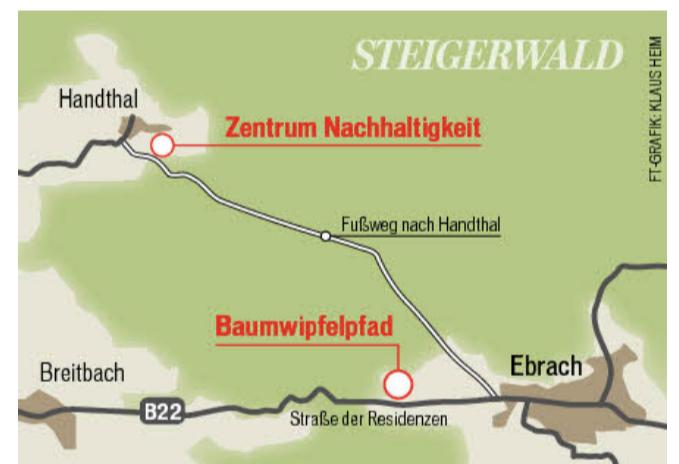 STEIGERWALD
FT-GRAFIK: KLAUS HEIM
Handthal
Zentrum Nachhaltigkeit
Fußweg nach Handthal
Baumwipfelpfad
Ebrach
Breitbach
B22
Straße der Residenzen